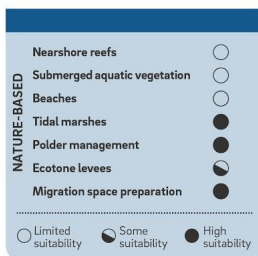 NATURE-BASED
Nearshore reefs
Submerged aquatic vegetation
Beaches
Tidal marshes
Polder management
Ecotone levees
Migration space preparation
Limited
suitability
Some
suitability
High
suitability